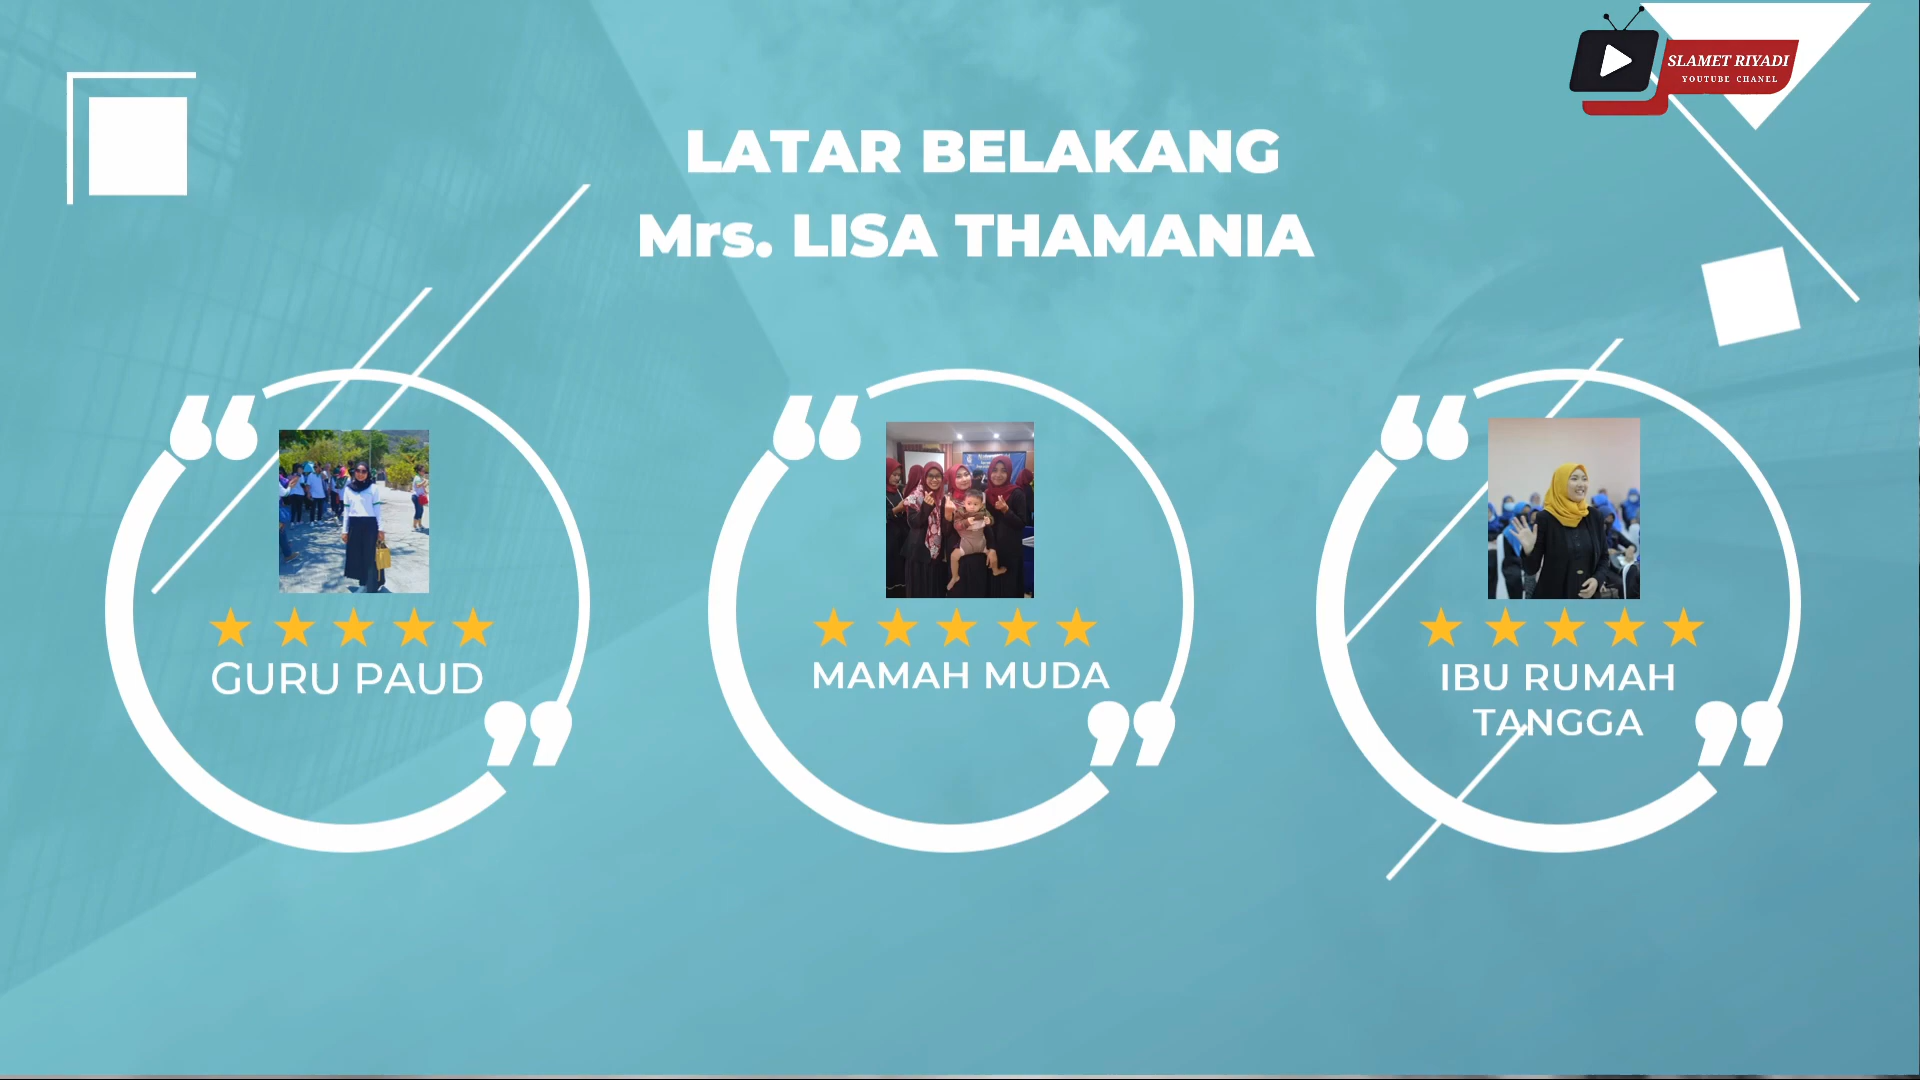 SLAMET RIYADI
YOUTUBE CHANEL
LATAR BELAKANG
Mrs. LISA THAMANIA
GURU PAUD
MAMAH MUDA
IBU RUMAH
TANGGA